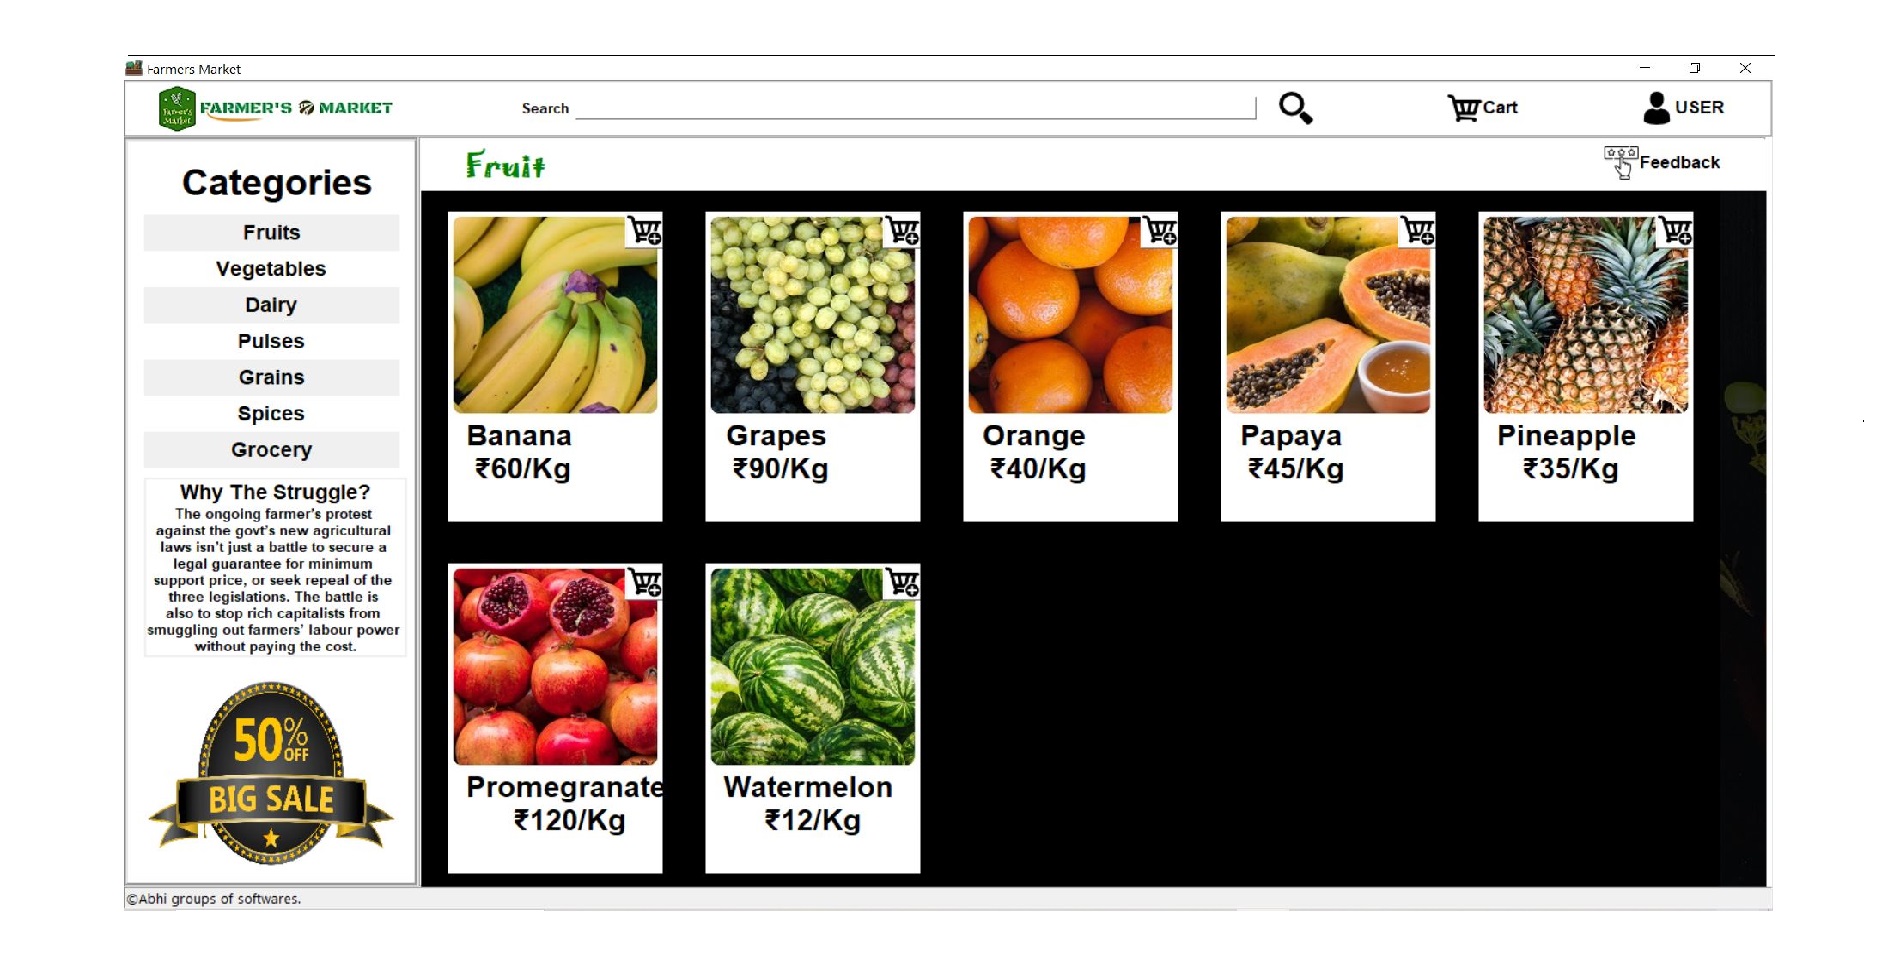 Farmers Market
Farmer's Market
FARMER'S MARKET
Search
Cart
USER
Categories
Fruits
Vegetables
Dairy
Pulses
Grains
Spices
Grocery
Why The Struggle?
The ongoing farmer's protest
against the govt's new agricultural
laws isn't just a battle to secure a
legal guarantee for minimum
support price, or seek repeal of the
three legislations. The battle is
also to stop rich capitalists from
smuggling out farmers' labour power
without paying the cost.
50% OFF
BIG SALE
Fruit
Feedback
Banana
₹60/Kg
Grapes
₹90/Kg
Orange
₹40/Kg
Papaya
₹45/Kg
Pineapple
₹35/Kg
Promegranate
₹120/Kg
Watermelon
₹12/Kg
©Abhi groups of softwares.